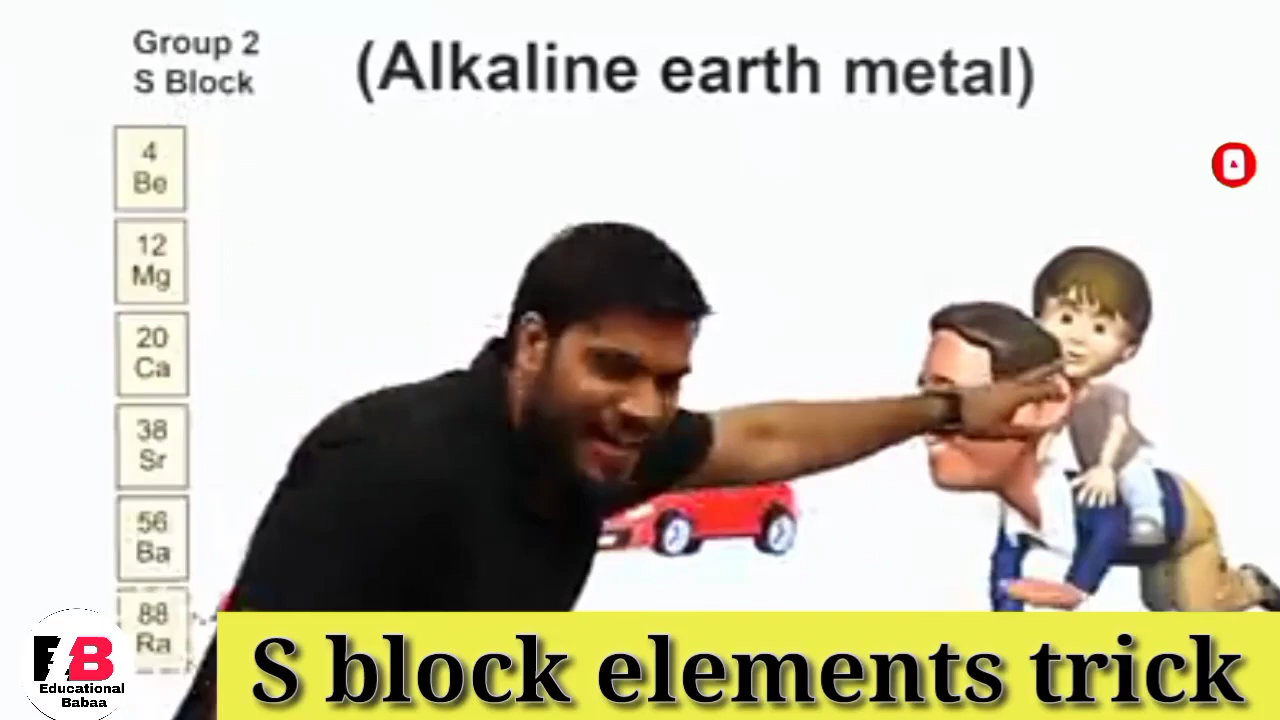 Group 2
S Block
(Alkaline earth metal)
4
Be
12
Mg
20
Ca
38
Sr
56
Ba
88
Ra
S block elements trick
Educational
Babaa